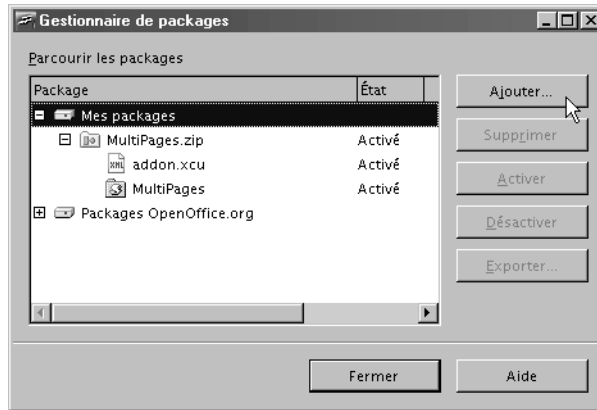 Gestionnaire de packages
Parcourir les packages
Package État
Mes packages
MultiPages.zip Activé
addon.xcu Activé
MultiPages Activé
Packages OpenOffice.org
Ajouter...
Supprimer
Activer
Désactiver
Exporter...
Fermer Aide